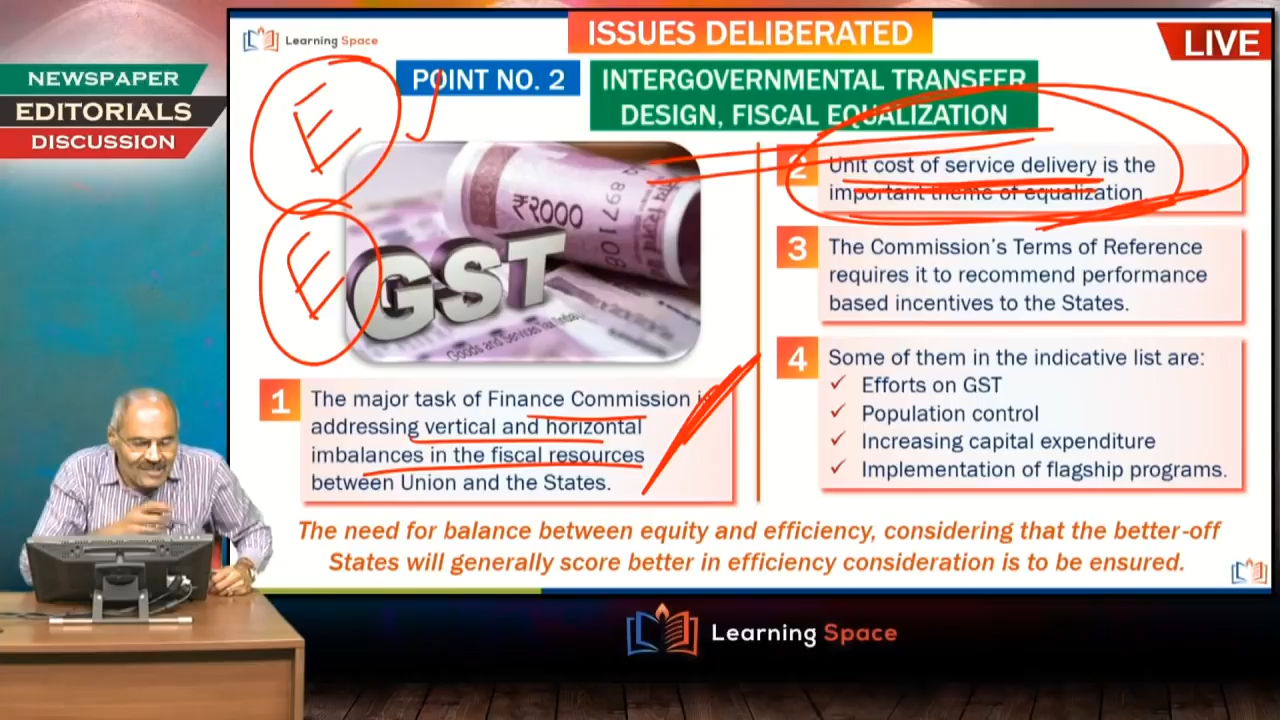 NEWSPAPER
EDITORIALS
DISCUSSION
Learning Space
ISSUES DELIBERATED
LIVE
POINT NO. 2
INTERGOVERNMENTAL TRANSFER
DESIGN, FISCAL EQUALIZATION
E
E
₹2000
897108
GST
Goods and Services Tax
1
The major task of Finance Commission i
addressing vertical and horizontal
imbalances in the fiscal resources
between Union and the States.
2
Unit cost of service delivery is the
important theme of equalization.
3
The Commission's Terms of Reference
requires it to recommend performance
based incentives to the States.
4
Some of them in the indicative list are:
✓ Efforts on GST
✓ Population control
✓ Increasing capital expenditure
✓ Implementation of flagship programs.
The need for balance between equity and efficiency, considering that the better-off
States will generally score better in efficiency consideration is to be ensured.
Learning Space